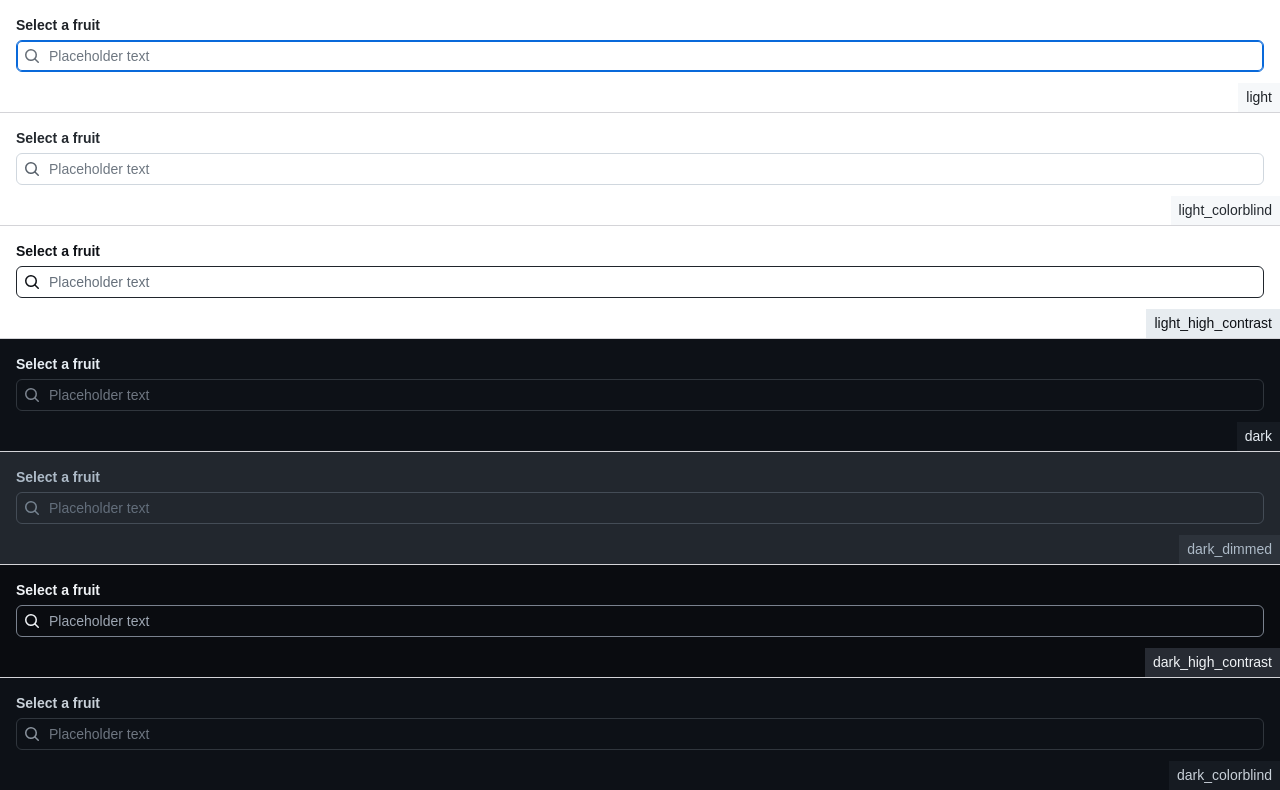 Select a fruit
Placeholder text
light
Select a fruit
Placeholder text
light_colorblind
Select a fruit
Placeholder text
light_high_contrast
Select a fruit
Placeholder text
dark
Select a fruit
Placeholder text
dark_dimmed
Select a fruit
Placeholder text
dark_high_contrast
Select a fruit
Placeholder text
dark_colorblind